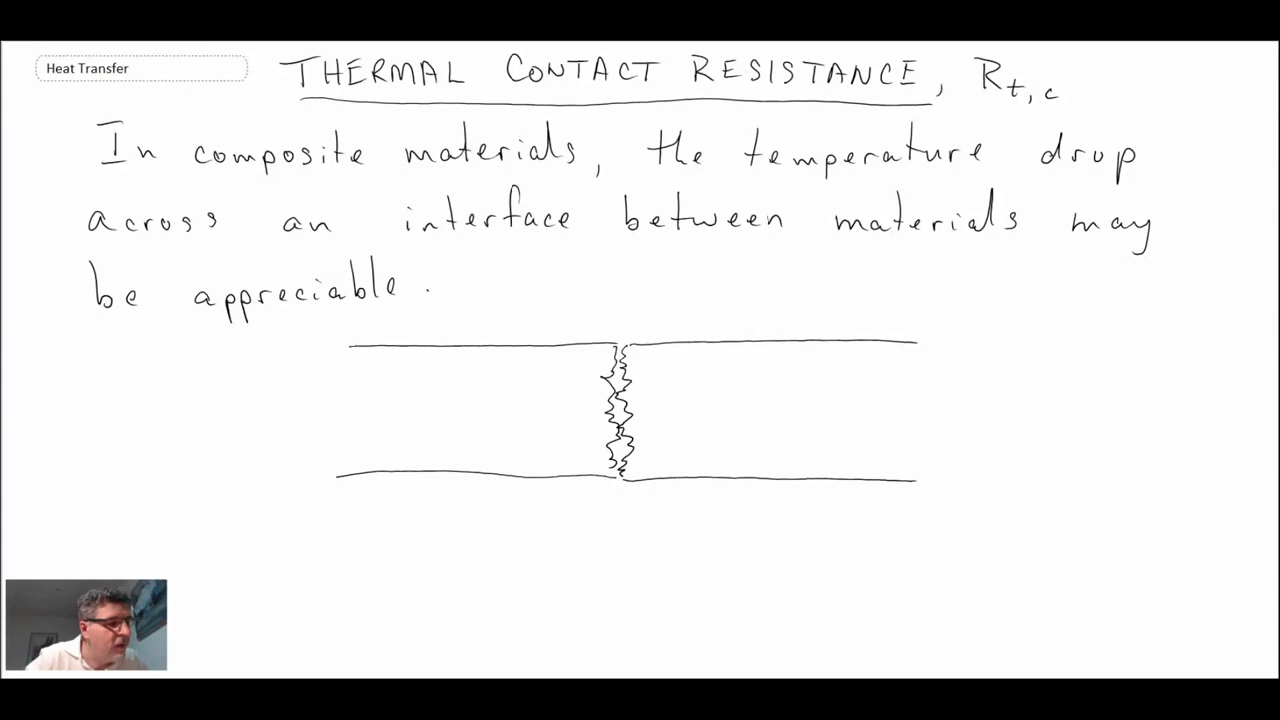 Heat Transfer
THERMAL CONTACT RESISTANCE, Rt,c
In composite materials, the temperature drop
across an interface between materials may
be appreciable.